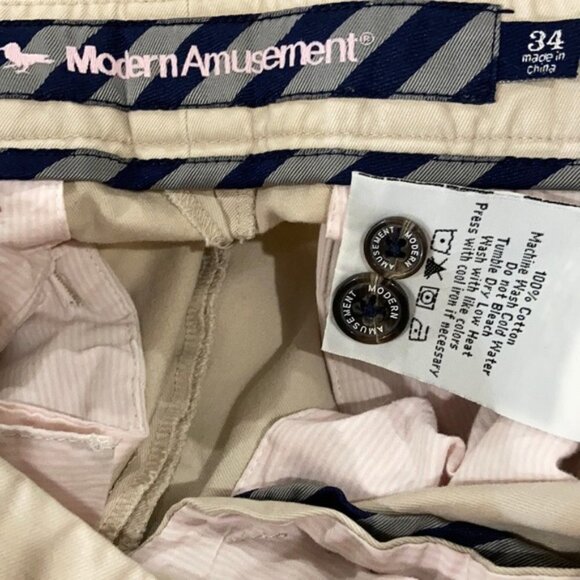 Modern Amusement®
34
made in
china
100% Cotton
Machine Wash Cold Water
Do not Bleach
Tumble Dry Low Heat
Wash with like colors
Press with cool iron if necessary
MODERN
AMUSEMENT
MODERN
AMUSEMENT